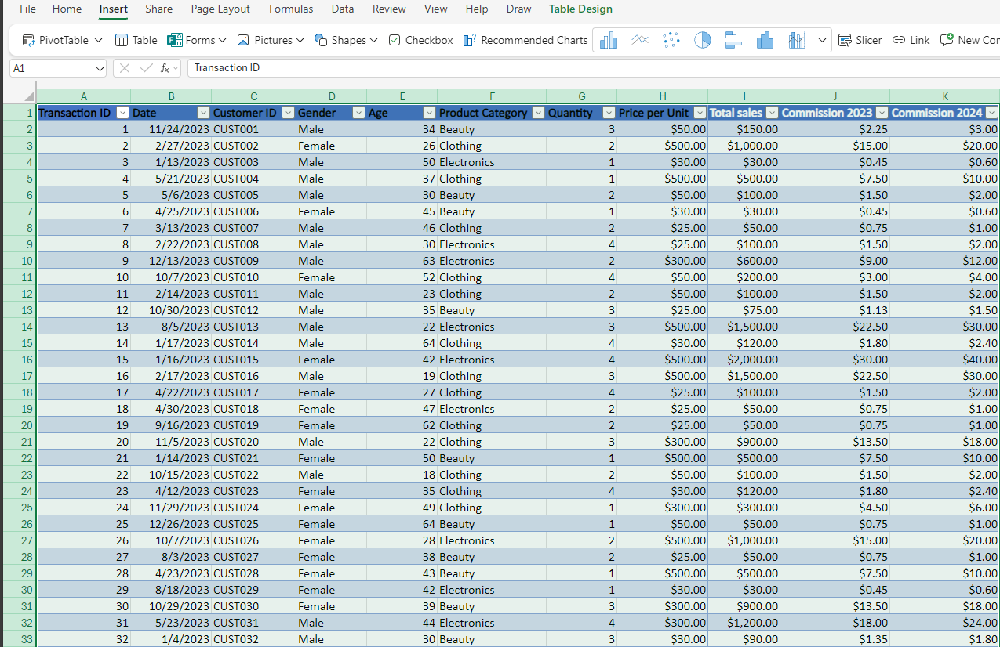 File Home Insert Share Page Layout Formulas Data Review View Help Draw Table Design
PivotTable Table Forms Pictures Shapes Checkbox Recommended Charts Slicer Link New Con
A1 fx Transaction ID
A B C D E F G H I J K
1 Transaction ID Date Customer ID Gender Age Product Category Quantity Price per Unit Total sales Commission 2023 Commission 2024
2 1 11/24/2023 CUST001 Male 34 Beauty 3 $50.00 $150.00 $2.25 $3.00
3 2 2/27/2023 CUST002 Female 26 Clothing 2 $500.00 $1,000.00 $15.00 $20.00
4 3 1/13/2023 CUST003 Male 50 Electronics 1 $30.00 $30.00 $0.45 $0.60
5 4 5/21/2023 CUST004 Male 37 Clothing 1 $500.00 $500.00 $7.50 $10.00
6 5 5/6/2023 CUST005 Male 30 Beauty 2 $50.00 $100.00 $1.50 $2.00
7 6 4/25/2023 CUST006 Female 45 Beauty 1 $30.00 $30.00 $0.45 $0.60
8 7 3/13/2023 CUST007 Male 46 Clothing 2 $25.00 $50.00 $0.75 $1.00
9 8 2/22/2023 CUST008 Male 30 Electronics 4 $25.00 $100.00 $1.50 $2.00
10 9 12/13/2023 CUST009 Male 63 Electronics 2 $300.00 $600.00 $9.00 $12.00
11 10 10/7/2023 CUST010 Female 52 Clothing 4 $50.00 $200.00 $3.00 $4.00
12 11 2/14/2023 CUST011 Male 23 Clothing 2 $50.00 $100.00 $1.50 $2.00
13 12 10/30/2023 CUST012 Male 35 Beauty 3 $25.00 $75.00 $1.13 $1.50
14 13 8/5/2023 CUST013 Male 22 Electronics 3 $500.00 $1,500.00 $22.50 $30.00
15 14 1/17/2023 CUST014 Male 64 Clothing 4 $30.00 $120.00 $1.80 $2.40
16 15 1/16/2023 CUST015 Female 42 Electronics 4 $500.00 $2,000.00 $30.00 $40.00
17 16 2/17/2023 CUST016 Male 19 Clothing 3 $500.00 $1,500.00 $22.50 $30.00
18 17 4/22/2023 CUST017 Female 27 Clothing 4 $25.00 $100.00 $1.50 $2.00
19 18 4/30/2023 CUST018 Female 47 Electronics 2 $25.00 $50.00 $0.75 $1.00
20 19 9/16/2023 CUST019 Female 62 Clothing 2 $25.00 $50.00 $0.75 $1.00
21 20 11/5/2023 CUST020 Male 22 Clothing 3 $300.00 $900.00 $13.50 $18.00
22 21 1/14/2023 CUST021 Female 50 Beauty 1 $500.00 $500.00 $7.50 $10.00
23 22 10/15/2023 CUST022 Male 18 Clothing 2 $50.00 $100.00 $1.50 $2.00
24 23 4/12/2023 CUST023 Female 35 Clothing 4 $30.00 $120.00 $1.80 $2.40
25 24 11/29/2023 CUST024 Female 49 Clothing 1 $300.00 $300.00 $4.50 $6.00
26 25 12/26/2023 CUST025 Female 64 Beauty 1 $50.00 $50.00 $0.75 $1.00
27 26 10/7/2023 CUST026 Female 28 Electronics 2 $500.00 $1,000.00 $15.00 $20.00
28 27 8/3/2023 CUST027 Female 38 Beauty 2 $25.00 $50.00 $0.75 $1.00
29 28 4/23/2023 CUST028 Female 43 Beauty 1 $500.00 $500.00 $7.50 $10.00
30 29 8/18/2023 CUST029 Female 42 Electronics 1 $30.00 $30.00 $0.45 $0.60
31 30 10/29/2023 CUST030 Female 39 Beauty 3 $300.00 $900.00 $13.50 $18.00
32 31 5/23/2023 CUST031 Male 44 Electronics 4 $300.00 $1,200.00 $18.00 $24.00
33 32 1/4/2023 CUST032 Male 30 Beauty 3 $30.00 $90.00 $1.35 $1.80